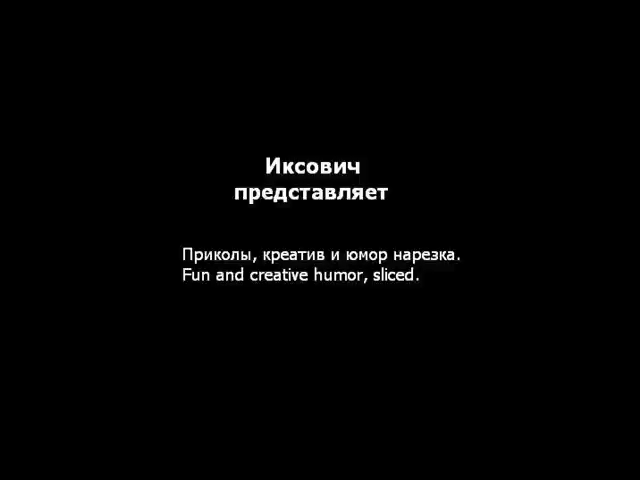 Иксович
представляет
Приколы, креатив и юмор нарезка.
Fun and creative humor, sliced.